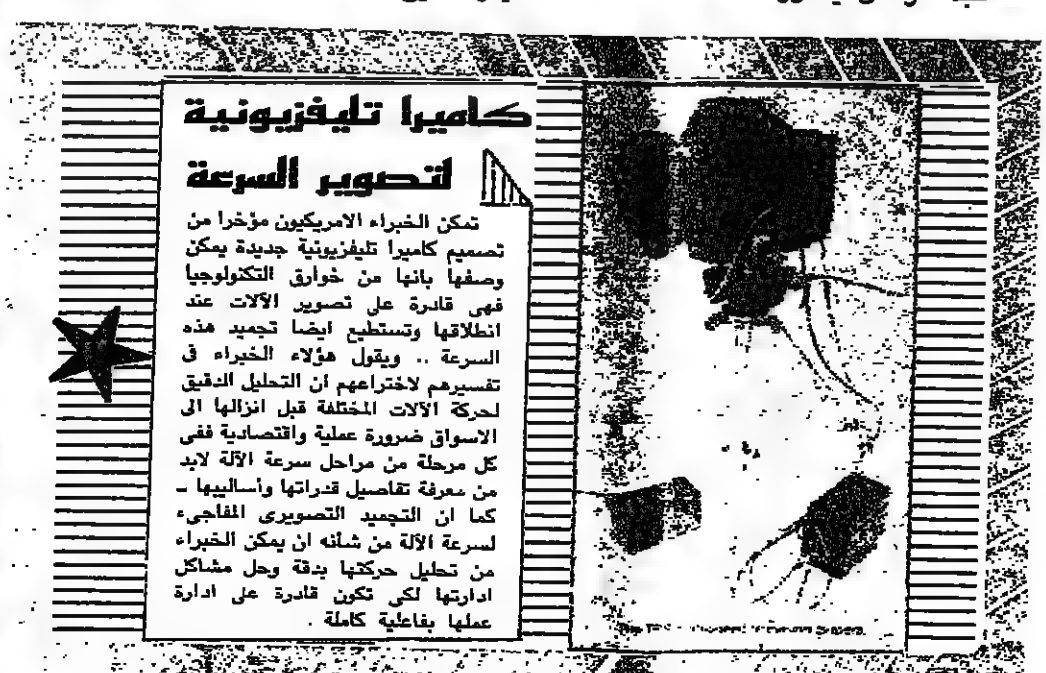 كاميرا تليفزيونية
لتصوير السرعة
تمكن الخبراء الامريكيون مؤخرا من
تصميم كاميرا تليفزيونية جديدة يمكن
وصفها بانها من خوارق التكنولوجيا
فهى قادرة على تصوير الآلات عند
انطلاقها وتستطيع ايضا تجميد هذه
السرعة .. ويقول هؤلاء الخبراء فى
تفسيرهم لاختراعهم ان التحليل الدقيق
لحركة الآلات المختلفة قبل انزالها الى
الاسواق ضرورة عملية واقتصادية ففى
كل مرحلة من مراحل سرعة الآلة لابد
من معرفة تفاصيل قدراتها وأساليبها ــ
كما ان التجميد التصويرى المفاجىء
لسرعة الآلة من شأنه ان يمكن الخبراء
من تحليل حركتها بدقة وحل مشاكل
ادارتها لكى تكون قادرة على ادارة
عملها بفاعلية كاملة .